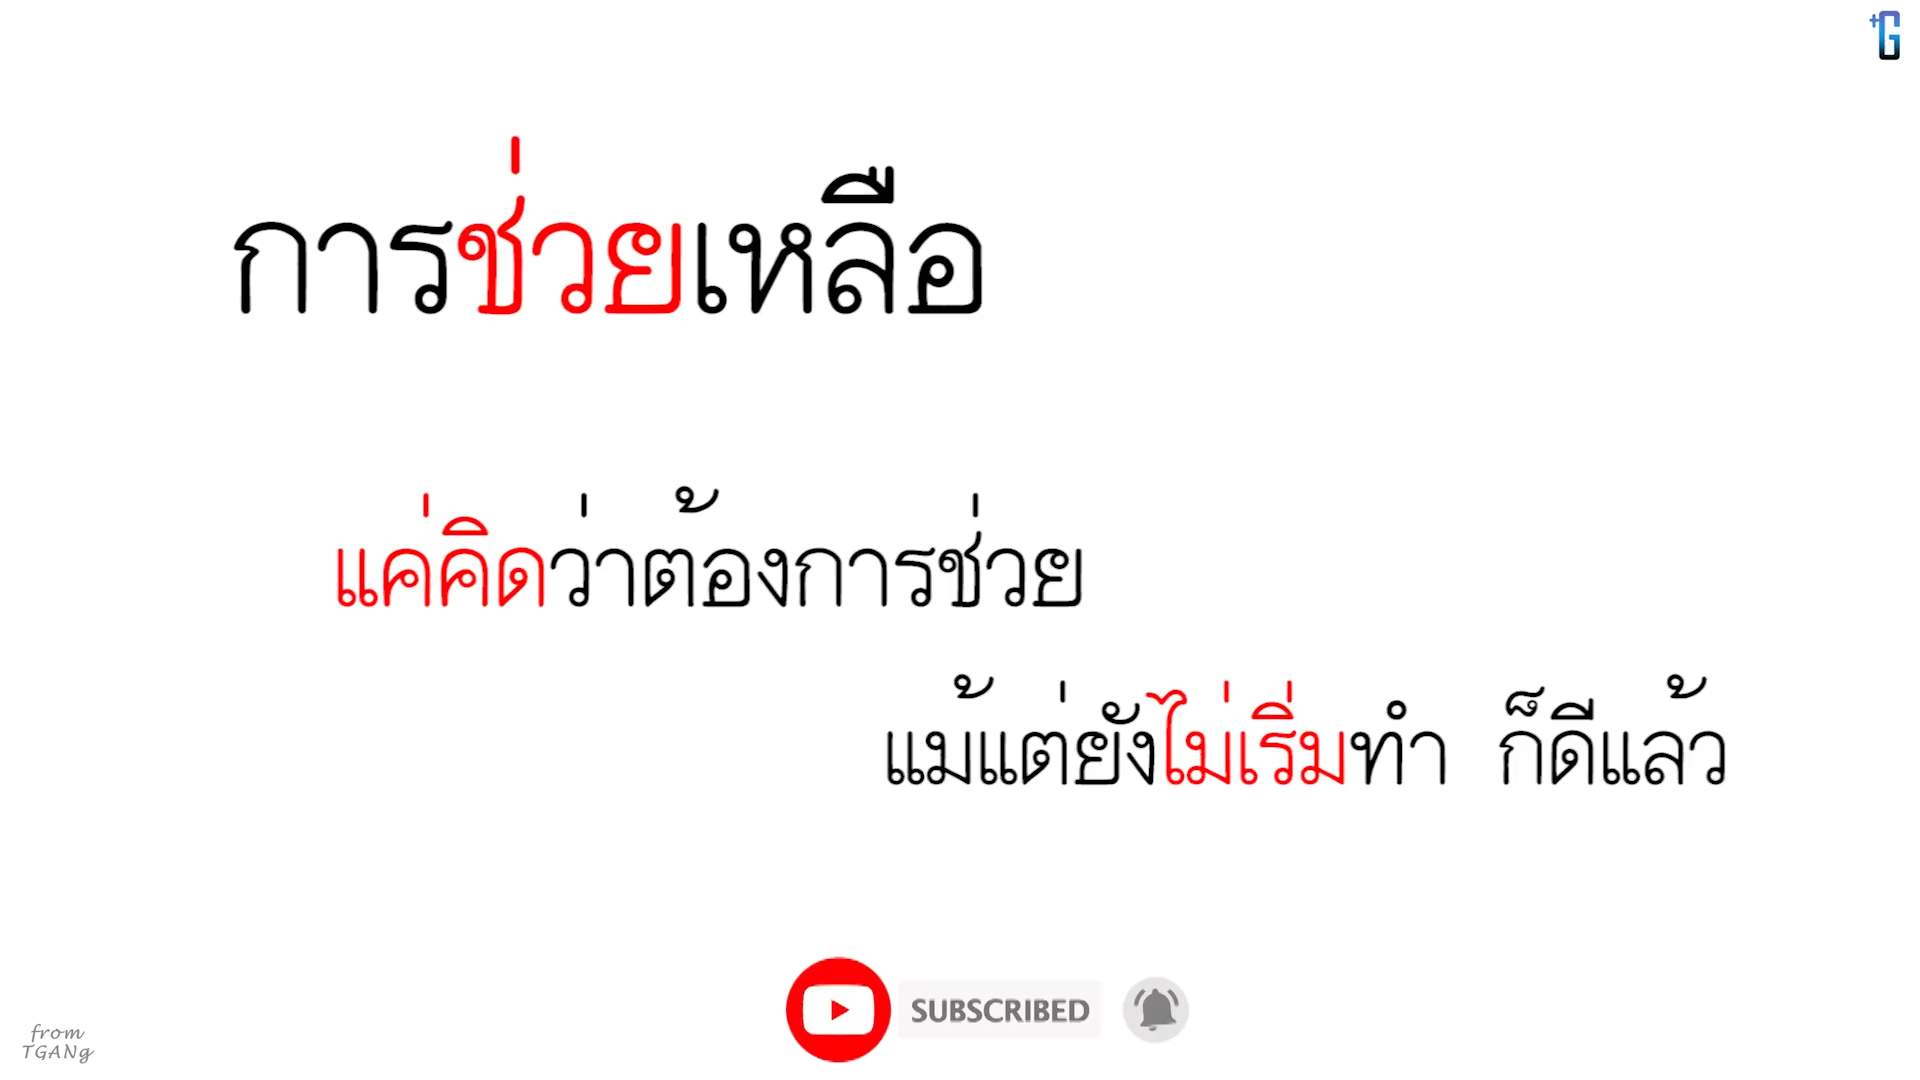 +G
การช่วยเหลือ
แค่คิดว่าต้องการช่วย
แม้แต่ยังไม่เริ่มทำ ก็ดีแล้ว
SUBSCRIBED
from
TGANg